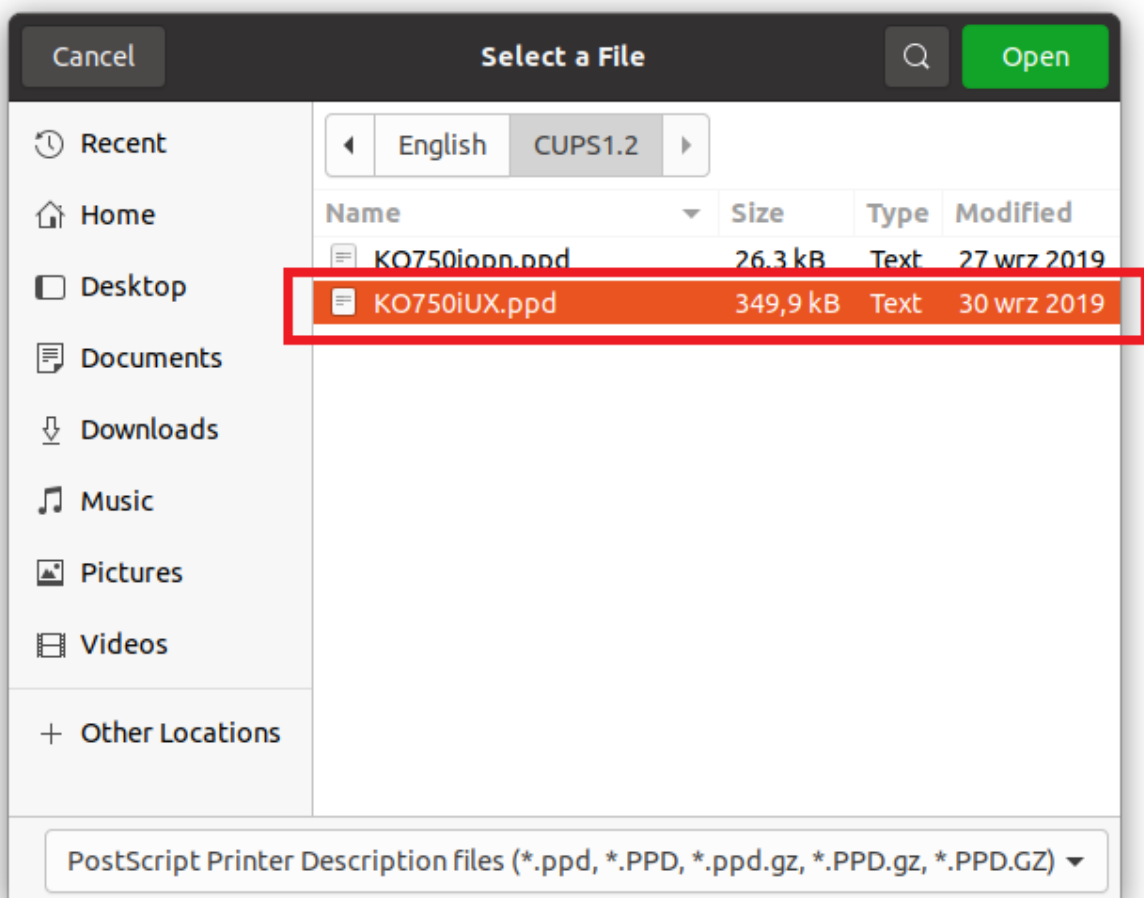 Cancel Select a File Open
Recent
Home
Desktop
Documents
Downloads
Music
Pictures
Videos
Other Locations
English CUPS1.2
Name Size Type Modified
KO750iopn.ppd 26,3 kB Text 27 wrz 2019
KO750iUX.ppd 349,9 kB Text 30 wrz 2019
PostScript Printer Description files (*.ppd, *.PPD, *.ppd.gz, *.PPD.gz, *.PPD.GZ)